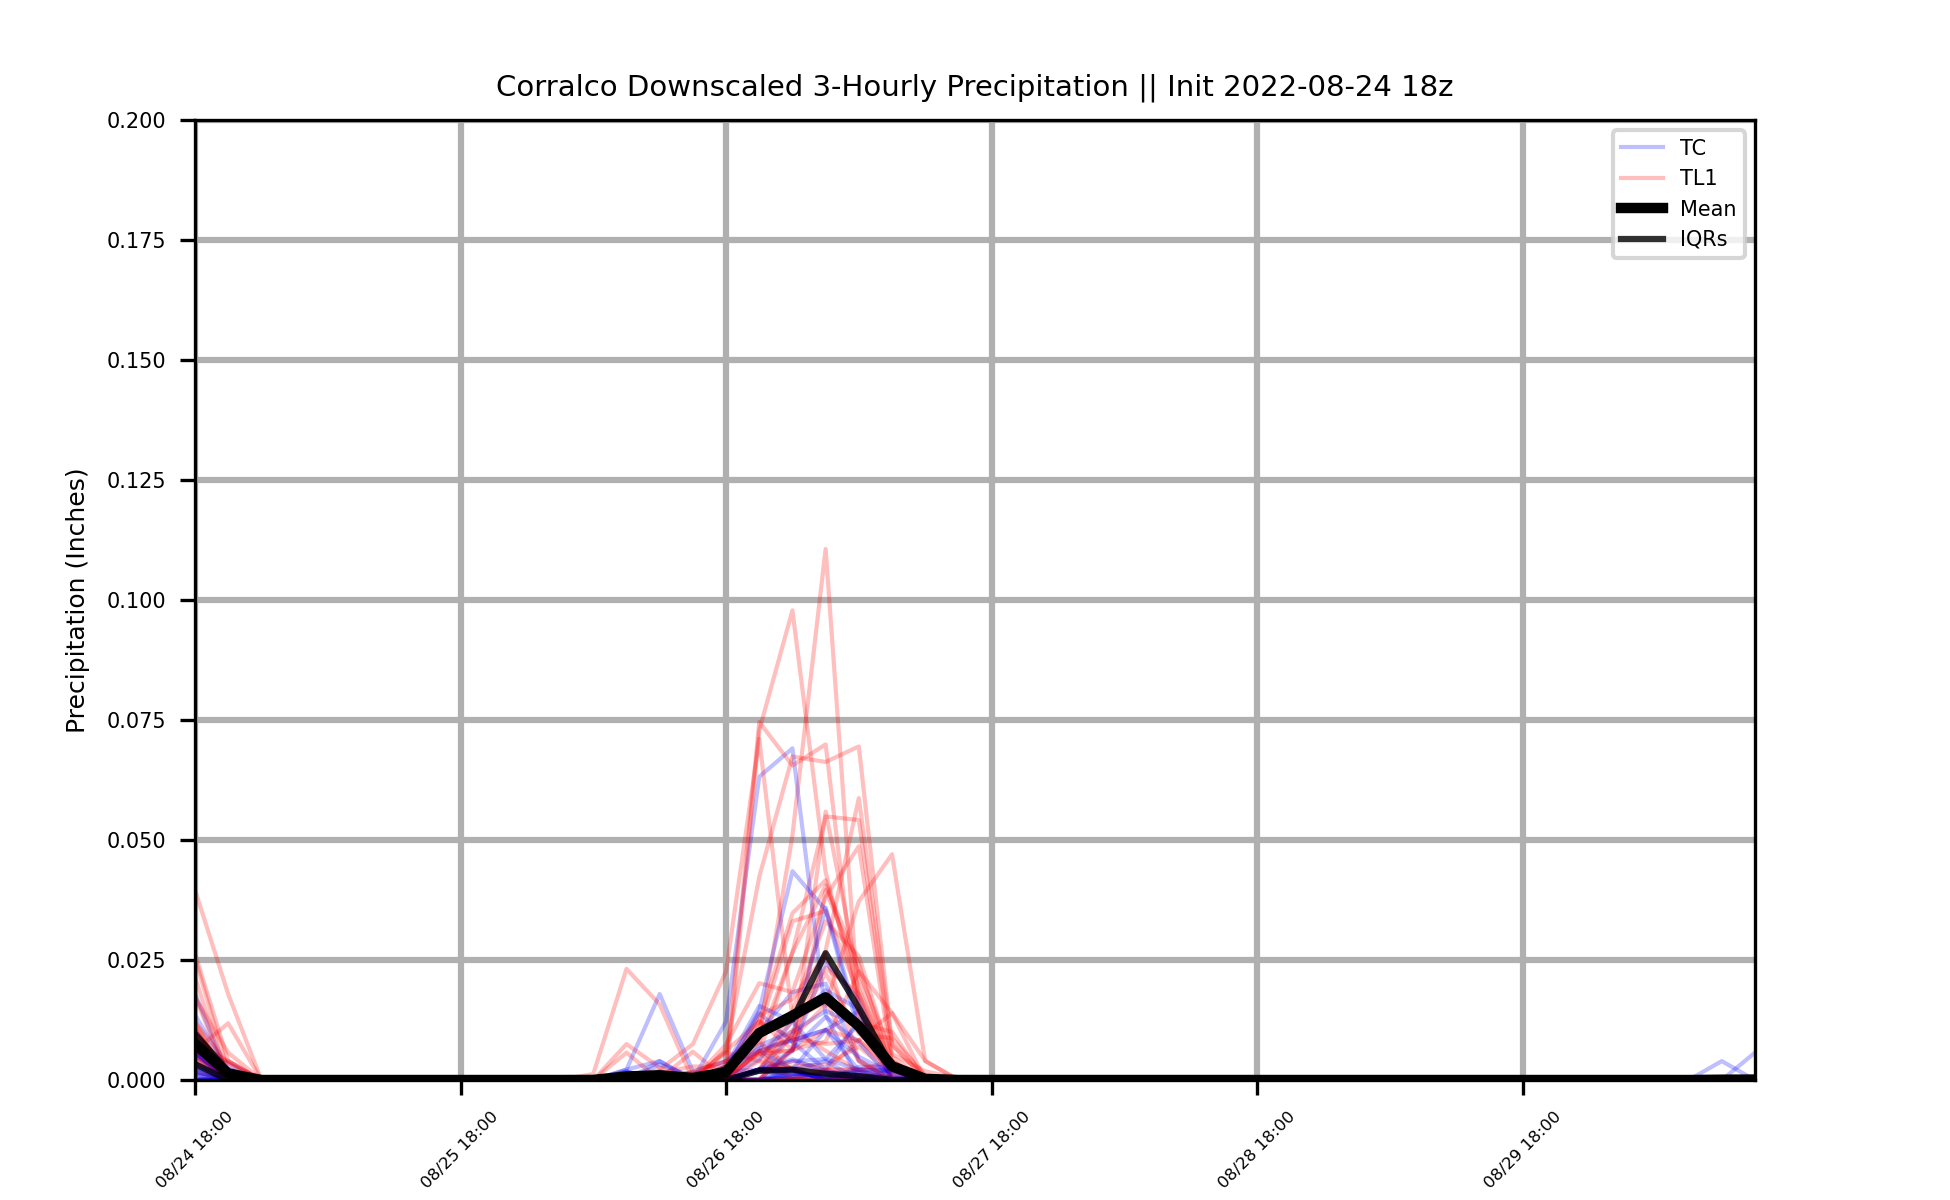 Corralco Downscaled 3-Hourly Precipitation || Init 2022-08-24 18z
Precipitation (Inches)
0.200
0.175
0.150
0.125
0.100
0.075
0.050
0.025
0.000
TC
TL1
Mean
IQRs
08/24 18:00
08/25 18:00
08/26 18:00
08/27 18:00
08/28 18:00
08/29 18:00